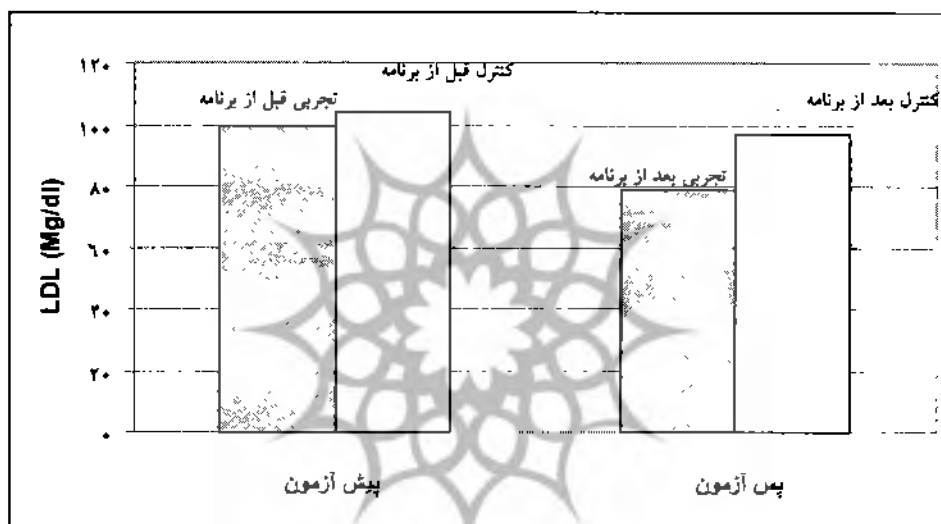 LDL (Mg/dl)
۱۲۰
۱۰۰
۸۰
۶۰
۴۰
۲۰
۰
کنترل قبل از برنامه
تجربی قبل از برنامه
کنترل بعد از برنامه
تجربی بعد از برنامه
پیش آزمون
پس آزمون